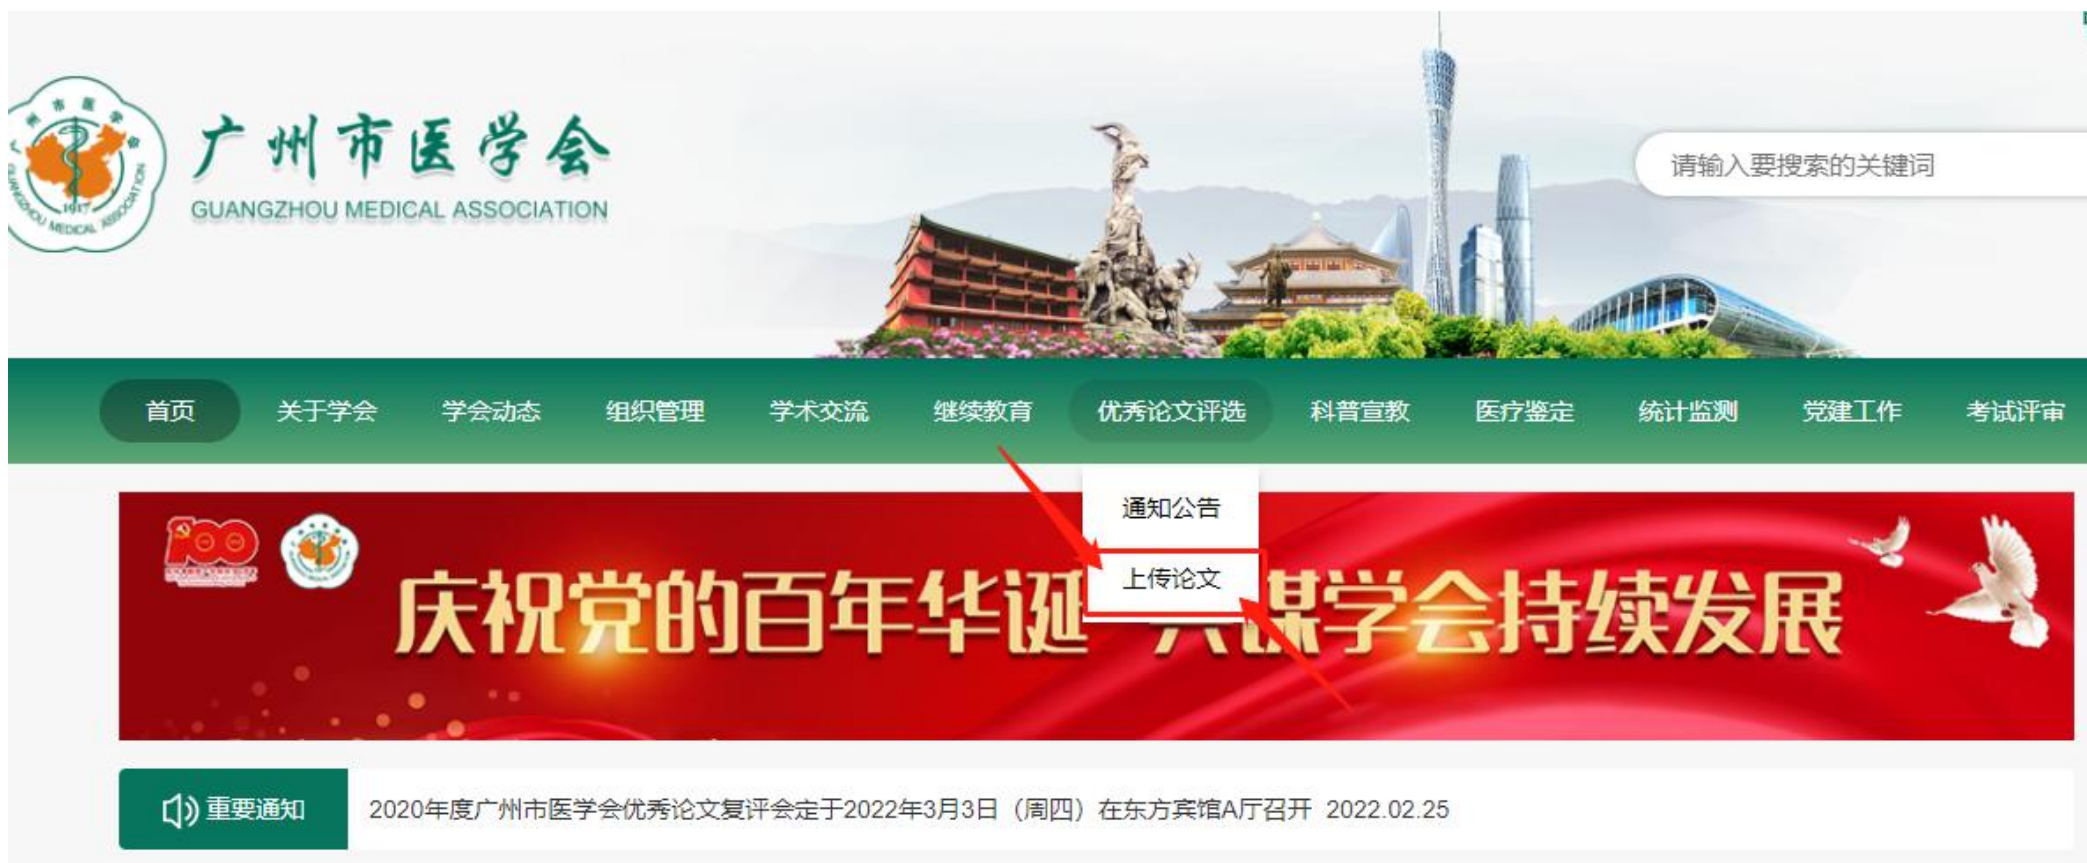 广州市医学会
GUANGZHOU MEDICAL ASSOCIATION
1917
请输入要搜索的关键词
首页 关于学会 学会动态 组织管理 学术交流 继续教育 优秀论文评选 科普宣教 医疗鉴定 统计监测 党建工作 考试评审
通知公告
上传论文
庆祝党的百年华诞 谋学会持续发展
重要通知 2020年度广州市医学会优秀论文复评会定于2022年3月3日（周四）在东方宾馆A厅召开 2022.02.25